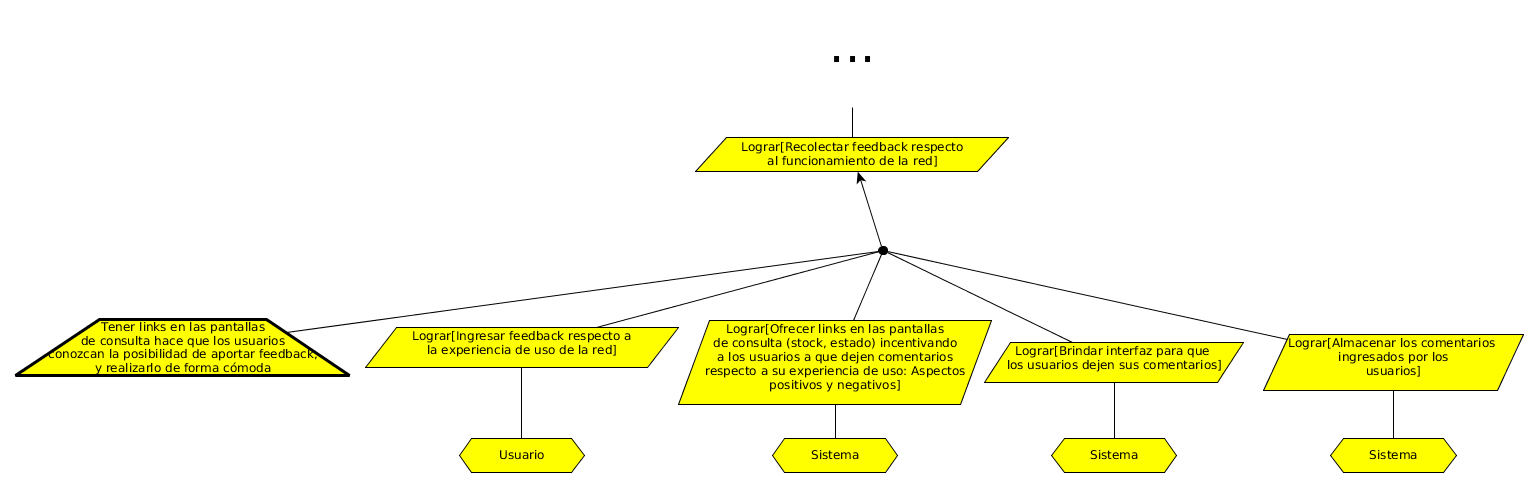 ...
Lograr[Recolectar feedback respecto
al funcionamiento de la red]
Tener links en las pantallas
de consulta hace que los usuarios
conozcan la posibilidad de aportar feedback,
y realizarlo de forma cómoda
Lograr[Ingresar feedback respecto a
la experiencia de uso de la red]
Lograr[Ofrecer links en las pantallas
de consulta (stock, estado) incentivando
a los usuarios a que dejen comentarios
respecto a su experiencia de uso: Aspectos
positivos y negativos]
Lograr[Brindar interfaz para que
los usuarios dejen sus comentarios]
Lograr[Almacenar los comentarios
ingresados por los
usuarios]
Usuario
Sistema
Sistema
Sistema